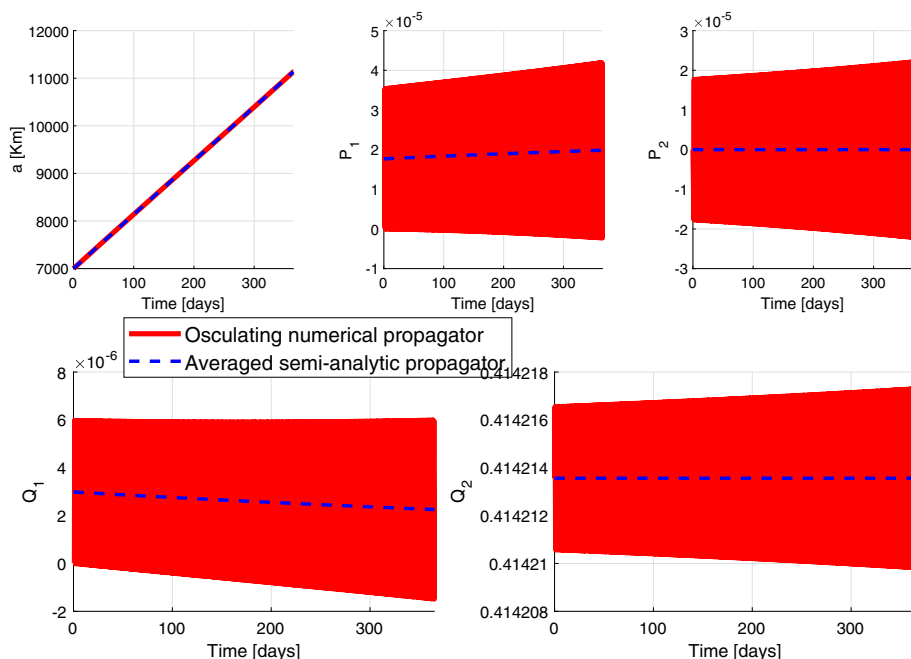 12000
11000
10000
9000
8000
7000
a [Km]
0 100 200 300
Time [days]
×10⁻⁵
5
4
3
2
1
0
-1
P₁
0 100 200 300
Time [days]
×10⁻⁵
3
2
1
0
-1
-2
-3
P₂
0 100 200 300
Time [days]
Osculating numerical propagator
Averaged semi-analytic propagator
×10⁻⁶
8
6
4
2
0
-2
Q₁
0 100 200 300
Time [days]
0.414218
0.414216
0.414214
0.414212
0.41421
0.414208
Q₂
0 100 200 300
Time [days]